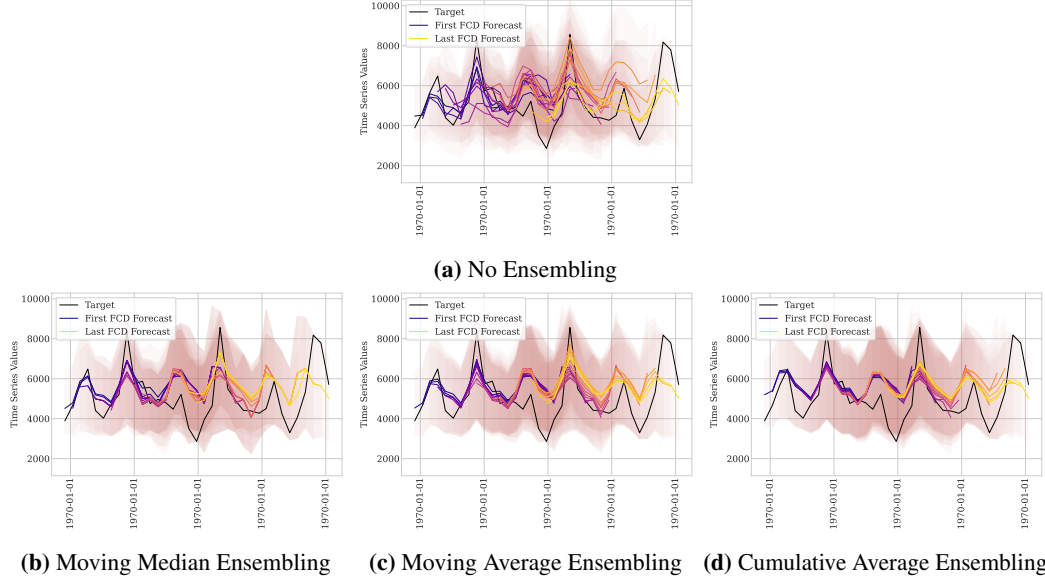 10000
8000
6000
4000
2000
Time Series Values
Target
First FCD Forecast
Last FCD Forecast
1970-01-01
1970-01-01
1970-01-01
1970-01-01
1970-01-01
(a) No Ensembling
10000
8000
6000
4000
2000
Target
First FCD Forecast
Last FCD Forecast
1970-01-01
1970-01-01
1970-01-01
1970-01-01
1970-01-01
(b) Moving Median Ensembling
10000
8000
6000
4000
2000
Time Series Values
Target
First FCD Forecast
Last FCD Forecast
1970-01-01
1970-01-01
1970-01-01
1970-01-01
1970-01-01
(c) Moving Average Ensembling
10000
8000
6000
4000
2000
Time Series Values
Target
First FCD Forecast
Last FCD Forecast
1970-01-01
1970-01-01
1970-01-01
1970-01-01
1970-01-01
(d) Cumulative Average Ensembling